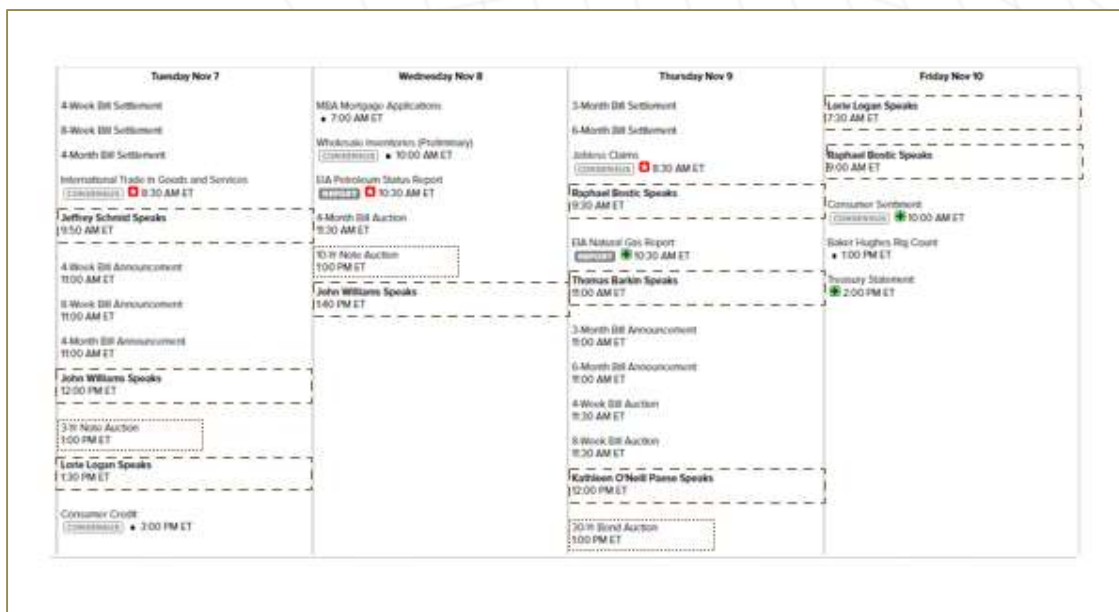 Tuesday Nov 7
4-Week Bill Settlement
8-Week Bill Settlement
4-Month Bill Settlement
International Trade in Goods and Services
CONSENSUS 8:30 AM ET
Jeffrey Schmid Speaks
9:50 AM ET
4-Week Bill Announcement
11:00 AM ET
8-Week Bill Announcement
11:00 AM ET
4-Month Bill Announcement
11:00 AM ET
John Williams Speaks
12:00 PM ET
3-Yr Note Auction
1:00 PM ET
Lorie Logan Speaks
1:30 PM ET
Consumer Credit
CONSENSUS • 3:00 PM ET
Wednesday Nov 8
MBA Mortgage Applications
• 7:00 AM ET
Wholesale Inventories (Preliminary)
CONSENSUS • 10:00 AM ET
EIA Petroleum Status Report
REPORT 10:30 AM ET
4-Month Bill Auction
11:30 AM ET
10-Yr Note Auction
1:00 PM ET
John Williams Speaks
1:40 PM ET
Thursday Nov 9
3-Month Bill Settlement
6-Month Bill Settlement
Jobless Claims
CONSENSUS 8:30 AM ET
Raphael Bostic Speaks
9:30 AM ET
EIA Natural Gas Report
REPORT 10:30 AM ET
Thomas Barkin Speaks
11:00 AM ET
3-Month Bill Announcement
11:00 AM ET
6-Month Bill Announcement
11:00 AM ET
4-Week Bill Auction
11:30 AM ET
8-Week Bill Auction
11:30 AM ET
Kathleen O'Neill Paese Speaks
12:00 PM ET
30-Yr Bond Auction
1:00 PM ET
Friday Nov 10
Lorie Logan Speaks
7:30 AM ET
Raphael Bostic Speaks
9:00 AM ET
Consumer Sentiment
CONSENSUS 10:00 AM ET
Baker Hughes Rig Count
• 1:00 PM ET
Treasury Statement
2:00 PM ET